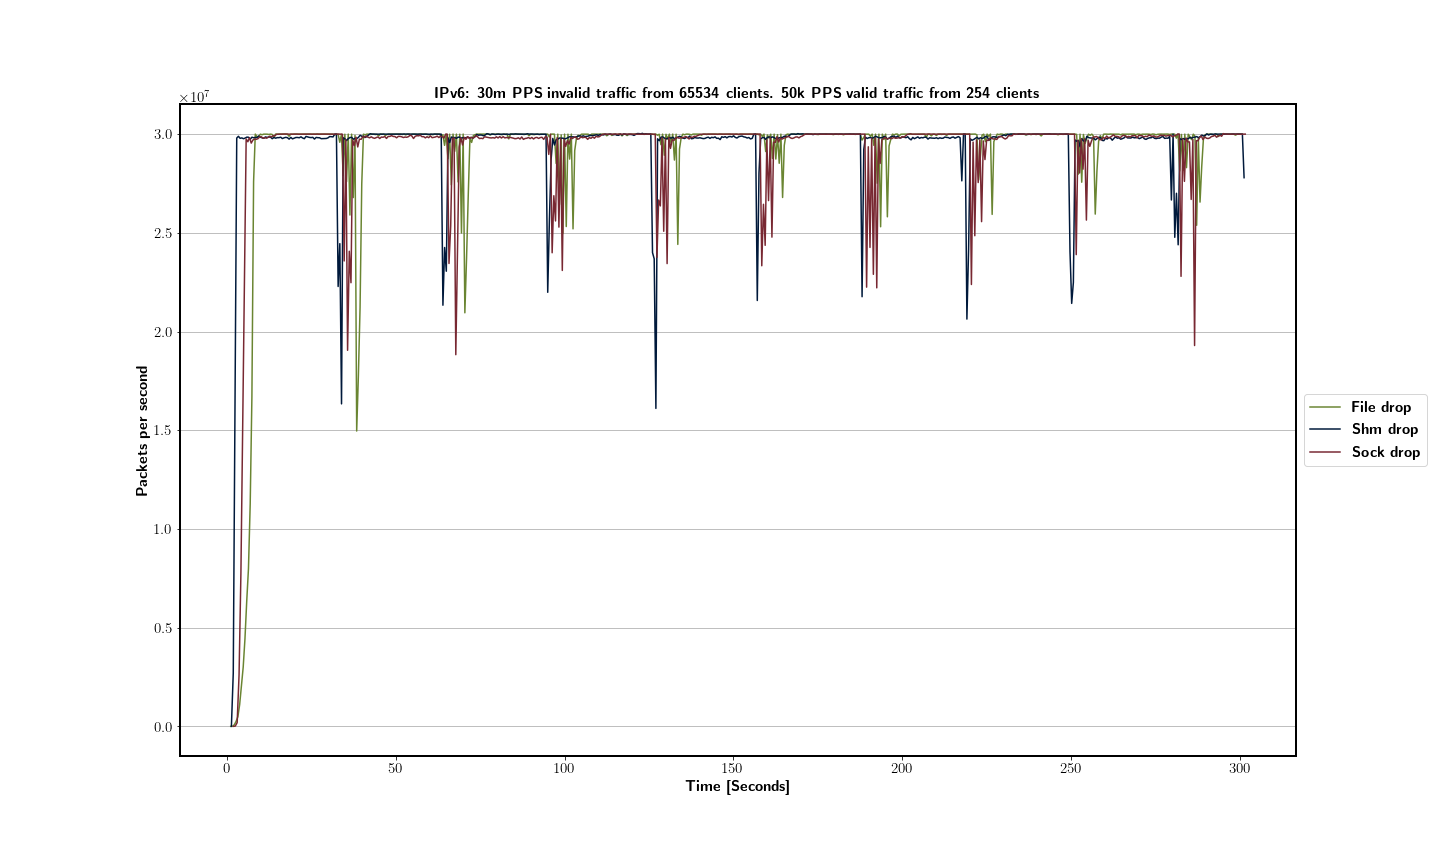 IPv6: 30m PPS invalid traffic from 65534 clients. 50k PPS valid traffic from 254 clients
×10⁷
3.0
2.5
2.0
1.5
1.0
0.5
0.0
Packets per second
0 50 100 150 200 250 300
Time [Seconds]
File drop
Shm drop
Sock drop